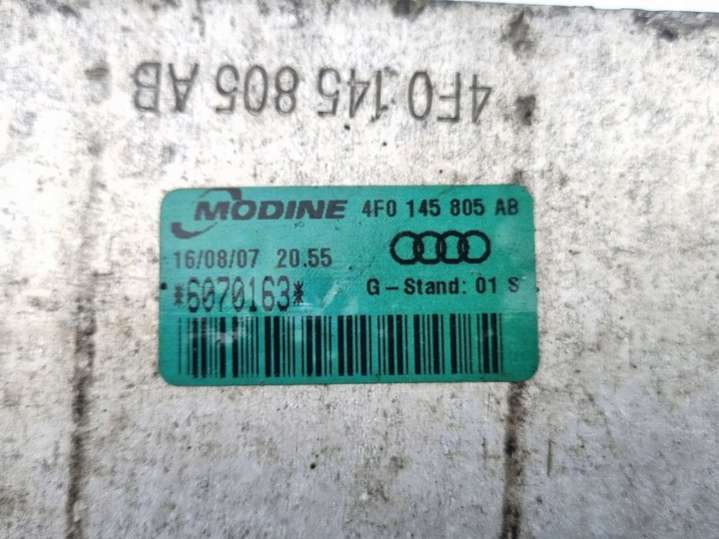 4F0 145 805 AB
MODINE 4F0 145 805 AB
16/08/07 20.55
*6070163*
G-Stand: 01 S